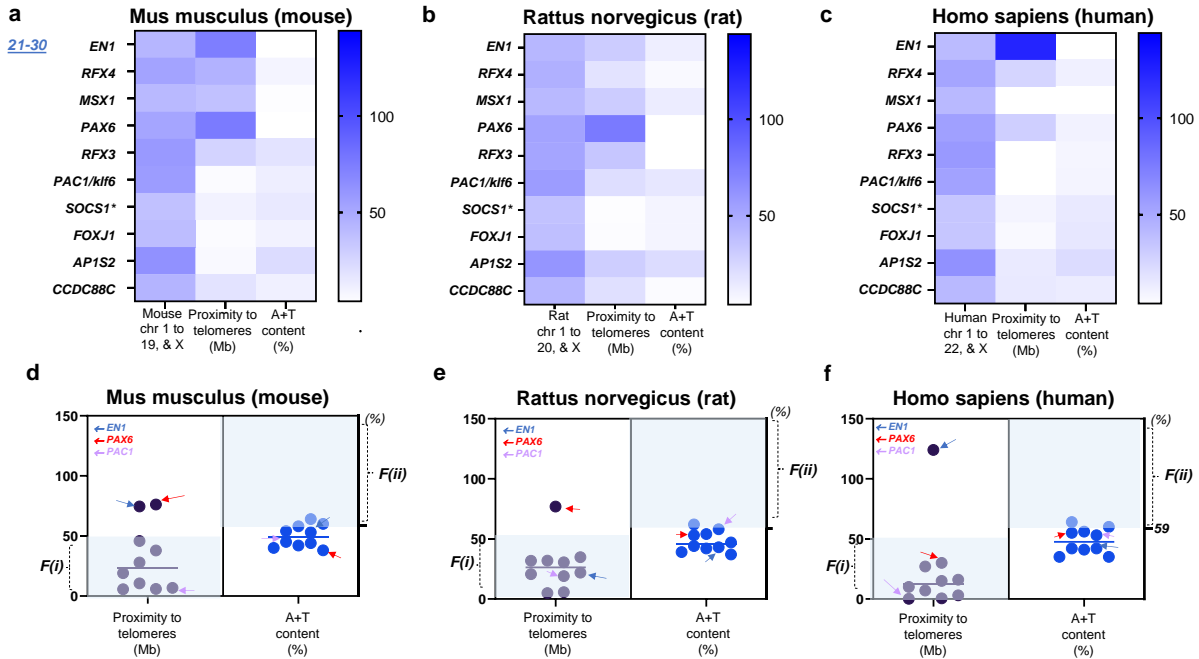 a
Mus musculus (mouse)
21-30
EN1
RFX4
MSX1
PAX6
RFX3
PAC1/klf6
SOCS1*
FOXJ1
AP1S2
CCDC88C
100
50
Mouse
chr 1 to
19, & X
Proximity to
telomeres
(Mb)
A+T
content
(%)
.
b
Rattus norvegicus (rat)
EN1
RFX4
MSX1
PAX6
RFX3
PAC1/klf6
SOCS1*
FOXJ1
AP1S2
CCDC88C
100
50
Rat
chr 1 to
20, & X
Proximity to
telomeres
(Mb)
A+T
content
(%)
c
Homo sapiens (human)
EN1
RFX4
MSX1
PAX6
RFX3
PAC1/klf6
SOCS1*
FOXJ1
AP1S2
CCDC88C
100
50
Human
chr 1 to
22, & X
Proximity to
telomeres
(Mb)
A+T
content
(%)
d
Mus musculus (mouse)
150
100
50
0
EN1
PAX6
PAC1
(%)
F(ii)
F(i)
Proximity to
telomeres
(Mb)
A+T
content
(%)
e
Rattus norvegicus (rat)
150
100
50
0
EN1
PAX6
PAC1
(%)
F(ii)
F(i)
Proximity to
telomeres
(Mb)
A+T
content
(%)
f
Homo sapiens (human)
150
100
50
0
EN1
PAX6
PAC1
(%)
F(ii)
59
F(i)
Proximity to
telomeres
(Mb)
A+T
content
(%)